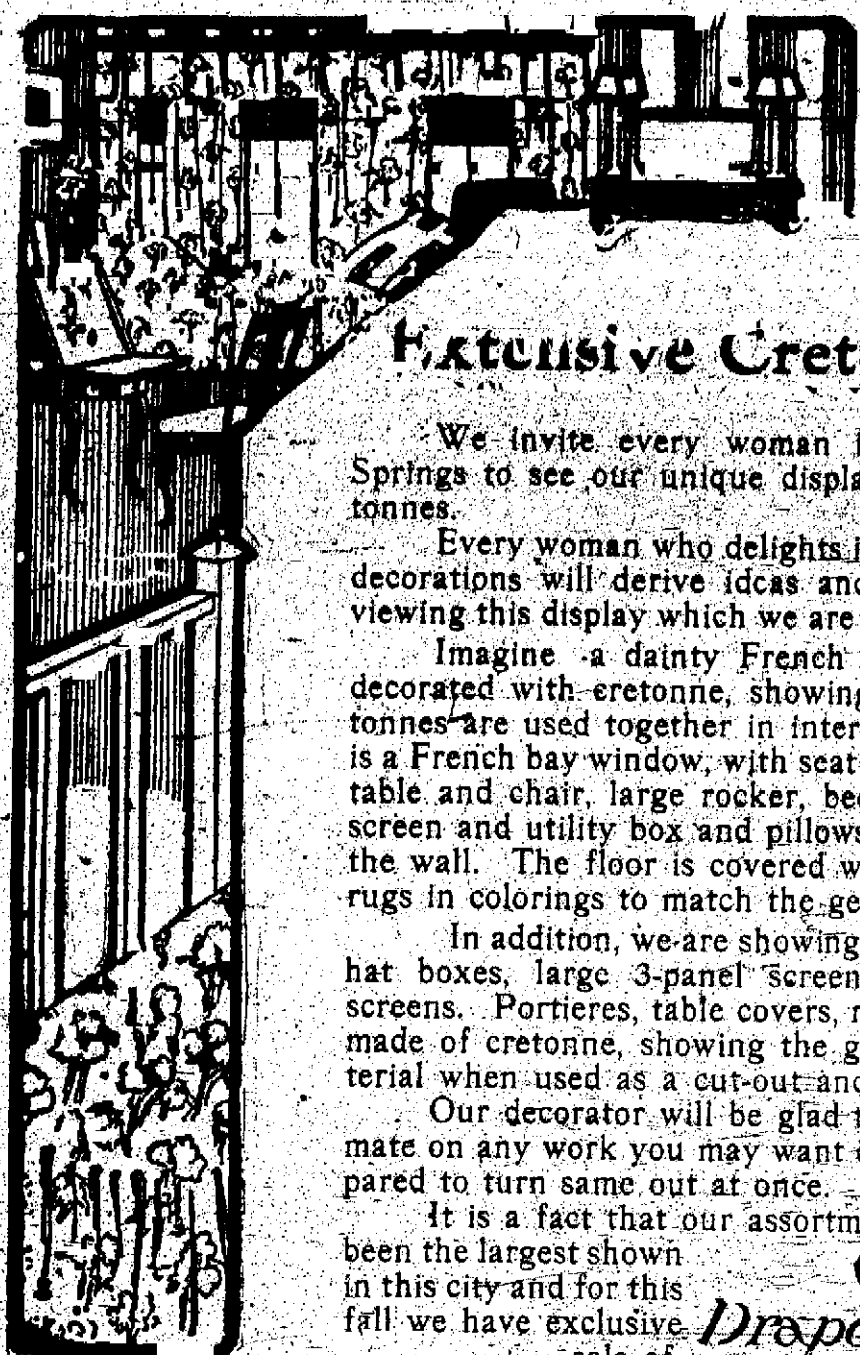 Extensive Cret
We invite every woman i
Springs to see our unique displa
tonnes.
Every woman who delights i
decorations will derive ideas and
viewing this display which we are
Imagine a dainty French
decorated with cretonne, showing
tonnes are used together in inter
is a French bay window, with seat
table and chair, large rocker, bed
screen and utility box and pillows
the wall. The floor is covered w
rugs in colorings to match the ge
In addition, we are showing
hat boxes, large 3-panel screen
screens. Portieres, table covers, r
made of cretonne, showing the g
terial when used as a cut-out and
Our decorator will be glad t
mate on any work you may want
pared to turn same out at once.
It is a fact that our assortm
been the largest shown
in this city and for this
fall we have exclusive
Drape
sale of